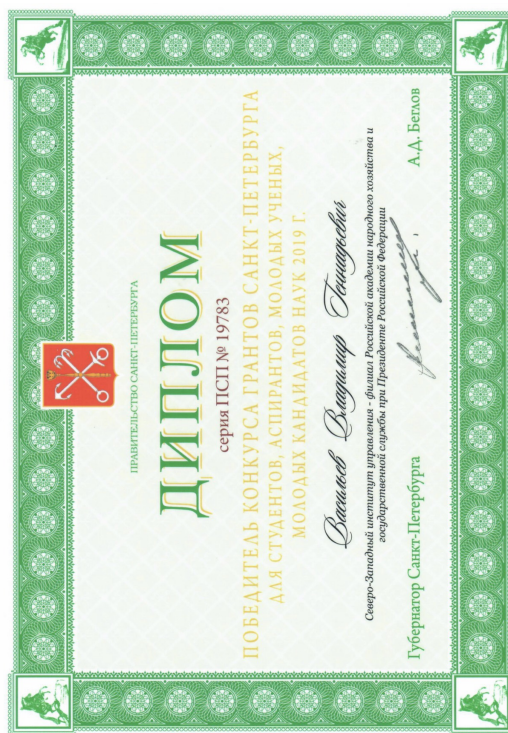 ПРАВИТЕЛЬСТВО САНКТ-ПЕТЕРБУРГА
ДИПЛОМ
серия ПСП № 19783
ПОБЕДИТЕЛЬ КОНКУРСА ГРАНТОВ САНКТ-ПЕТЕРБУРГА
ДЛЯ СТУДЕНТОВ, АСПИРАНТОВ, МОЛОДЫХ УЧЕНЫХ,
МОЛОДЫХ КАНДИДАТОВ НАУК 2019 Г.
Васильев Владимир Геннадьевич
Северо-Западный институт управления - филиал Российской академии народного хозяйства и
государственной службы при Президенте Российской Федерации
Губернатор Санкт-Петербурга А.Д. Беглов